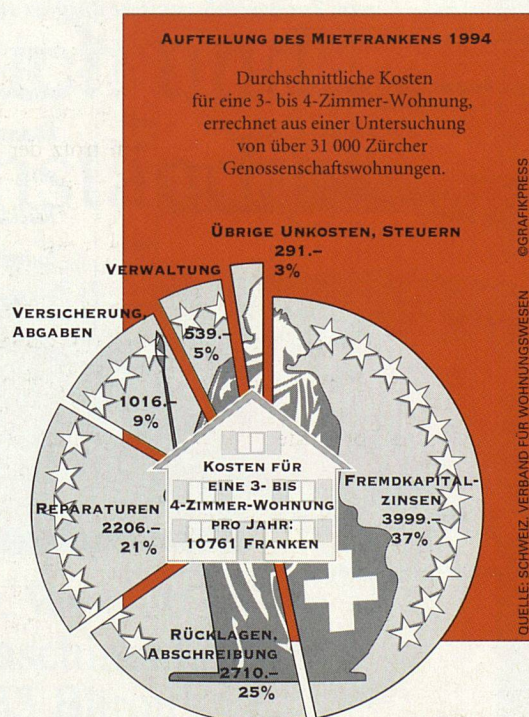 AUFTEILUNG DES MIETFRANKENS 1994
Durchschnittliche Kosten
für eine 3- bis 4-Zimmer-Wohnung,
errechnet aus einer Untersuchung
von über 31 000 Zürcher
Genossenschaftswohnungen.
ÜBRIGE UNKOSTEN, STEUERN
291.–
3%
VERWALTUNG
539.–
5%
VERSICHERUNG,
ABGABEN
1016.–
9%
REPARATUREN
2206.–
21%
KOSTEN FÜR
EINE 3- BIS
4-ZIMMER-WOHNUNG
PRO JAHR:
10761 FRANKEN
FREMDKAPITAL-
ZINSEN
3999.–
37%
RÜCKLAGEN,
ABSCHREIBUNG
2710.–
25%
QUELLE: SCHWEIZ. VERBAND FÜR WOHNUNGSWESEN ©GRAFIKPRESS